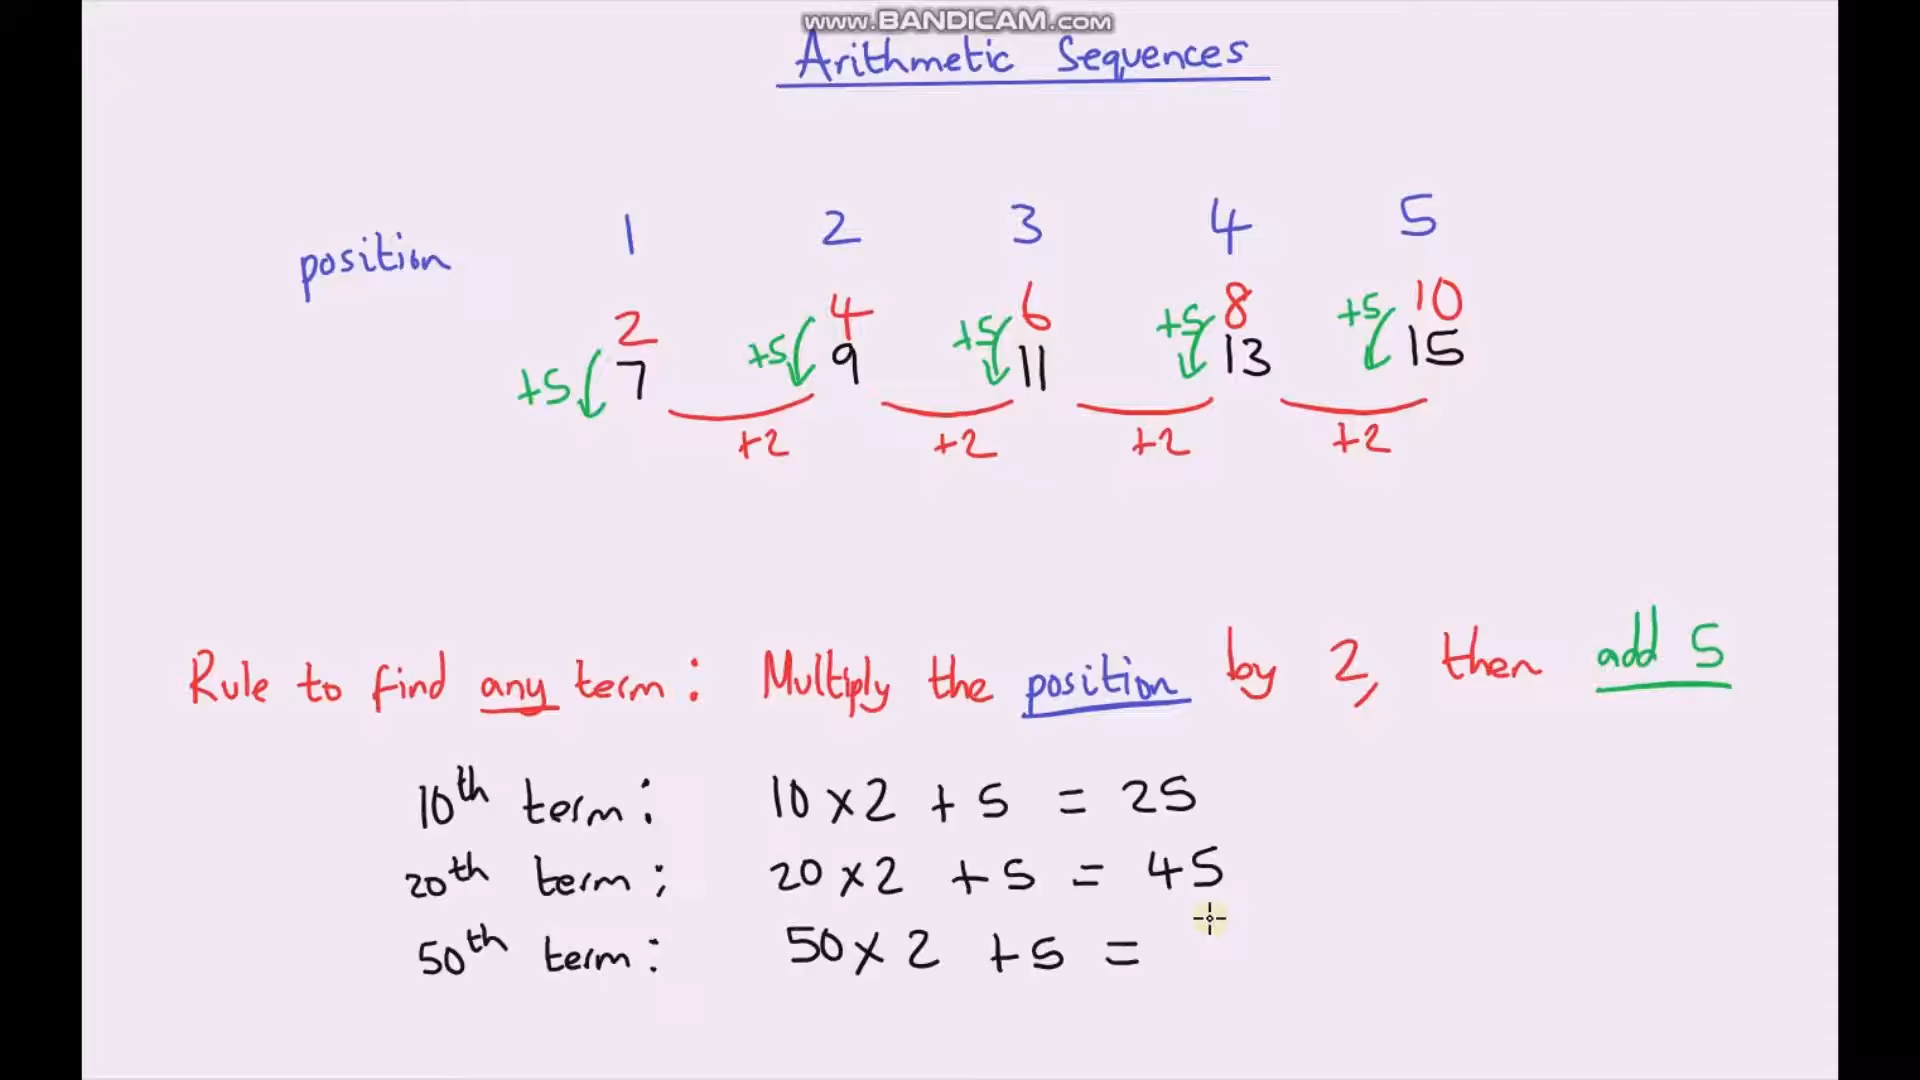 www.BANDICAM.com
Arithmetic Sequences
position 1 2 3 4 5
2 4 6 8 10
+5 7 +5 9 +5 11 +5 13 +5 15
+2 +2 +2 +2
Rule to find any term: Multiply the position by 2, then add 5
10th term: 10 x 2 + 5 = 25
20th term: 20 x 2 + 5 = 45
50th term: 50 x 2 + 5 =